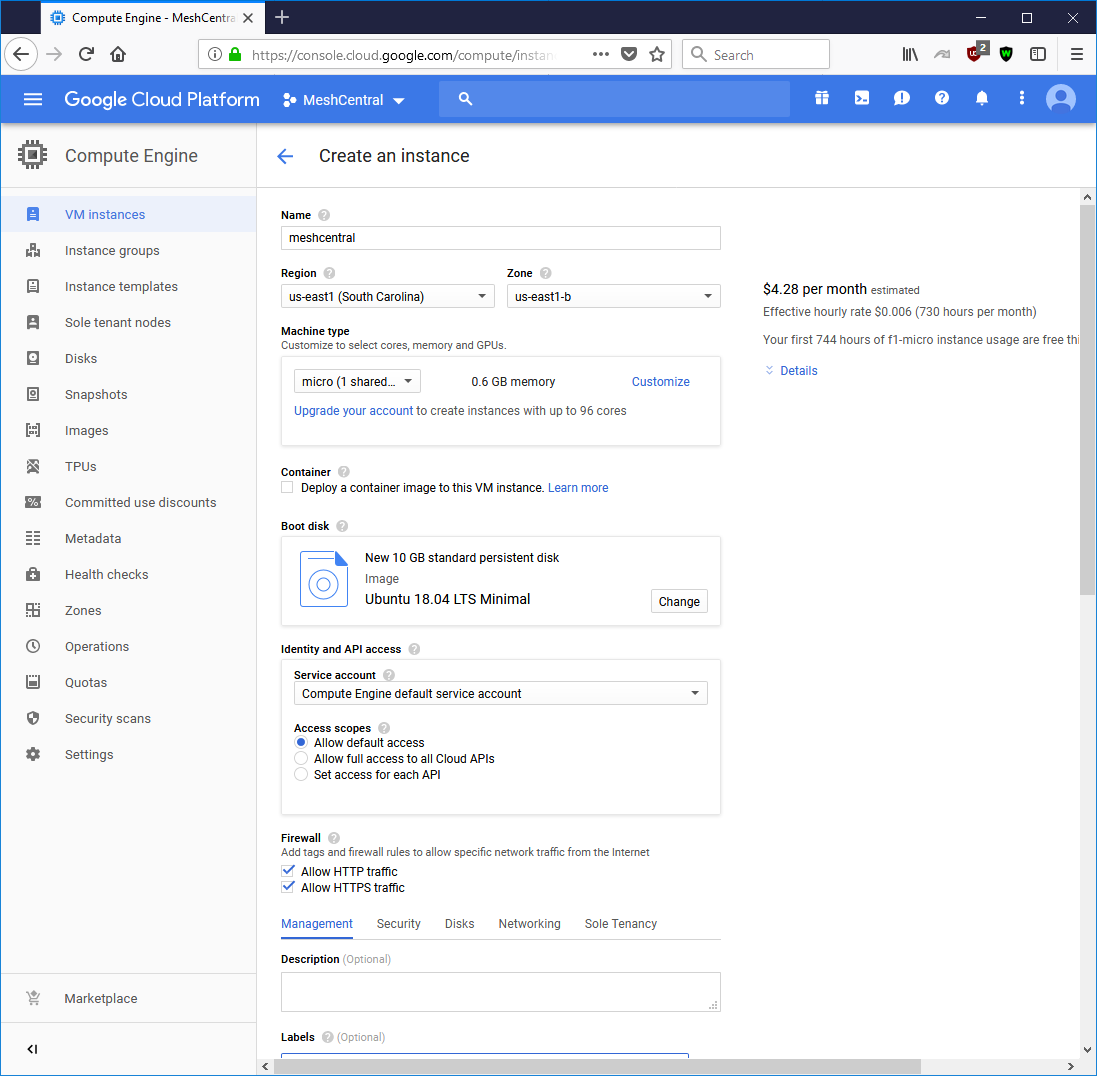 Compute Engine - MeshCentra
https://console.cloud.google.com/compute/instan
Search
2
Google Cloud Platform
MeshCentral
Compute Engine
Create an instance
VM instances
Instance groups
Instance templates
Sole tenant nodes
Disks
Snapshots
Images
TPUs
Committed use discounts
Metadata
Health checks
Zones
Operations
Quotas
Security scans
Settings
Marketplace
Name
meshcentral
Region
Zone
us-east1 (South Carolina)
us-east1-b
Machine type
Customize to select cores, memory and GPUs.
micro (1 shared...
0.6 GB memory
Customize
Upgrade your account to create instances with up to 96 cores
Container
Deploy a container image to this VM instance. Learn more
Boot disk
New 10 GB standard persistent disk
Image
Ubuntu 18.04 LTS Minimal
Change
Identity and API access
Service account
Compute Engine default service account
Access scopes
Allow default access
Allow full access to all Cloud APIs
Set access for each API
Firewall
Add tags and firewall rules to allow specific network traffic from the Internet
Allow HTTP traffic
Allow HTTPS traffic
Management
Security
Disks
Networking
Sole Tenancy
Description (Optional)
Labels (Optional)
$4.28 per month estimated
Effective hourly rate $0.006 (730 hours per month)
Your first 744 hours of f1-micro instance usage are free thi
Details